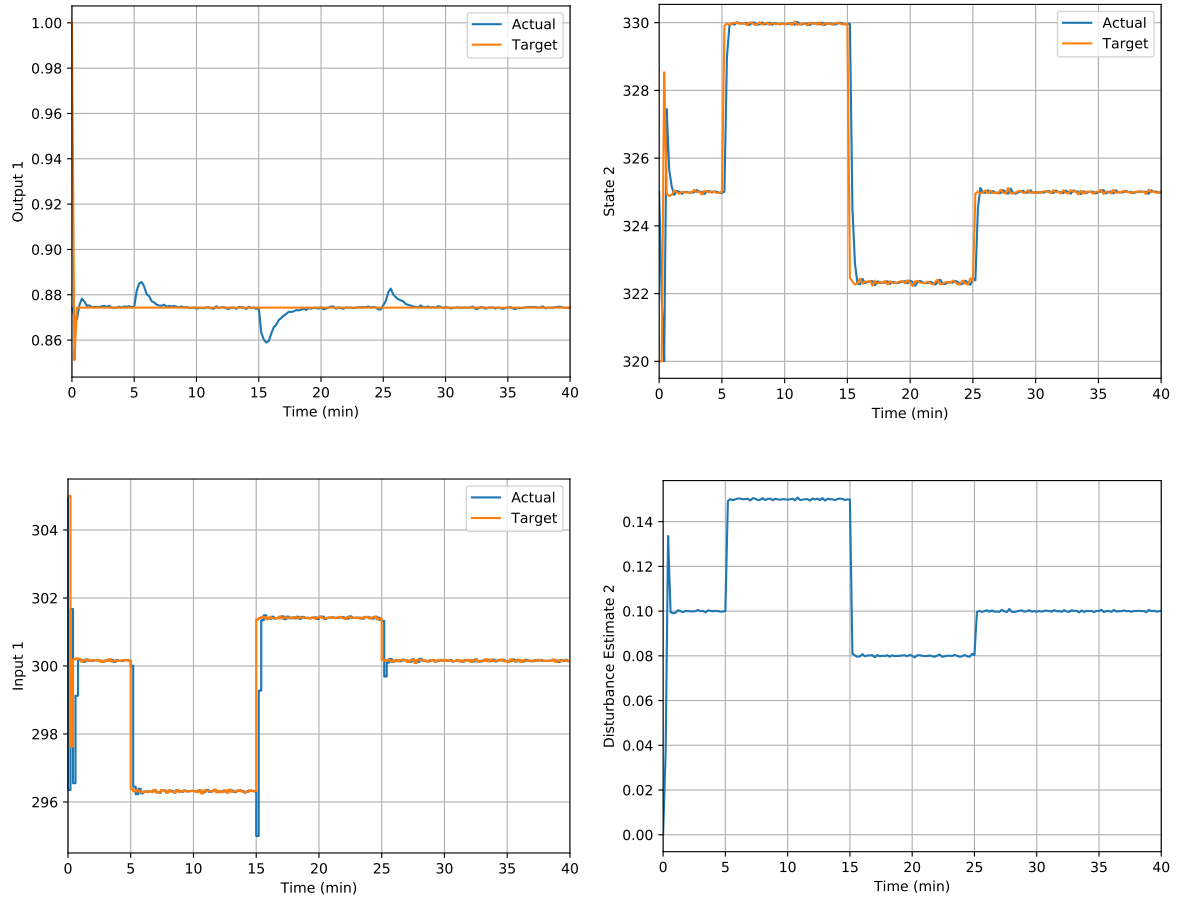 Output 1
1.00
0.98
0.96
0.94
0.92
0.90
0.88
0.86
Actual
Target
0 5 10 15 20 25 30 35 40
Time (min)
State 2
330
328
326
324
322
320
Actual
Target
0 5 10 15 20 25 30 35 40
Time (min)
Input 1
304
302
300
298
296
Actual
Target
0 5 10 15 20 25 30 35 40
Time (min)
Disturbance Estimate 2
0.14
0.12
0.10
0.08
0.06
0.04
0.02
0.00
0 5 10 15 20 25 30 35 40
Time (min)